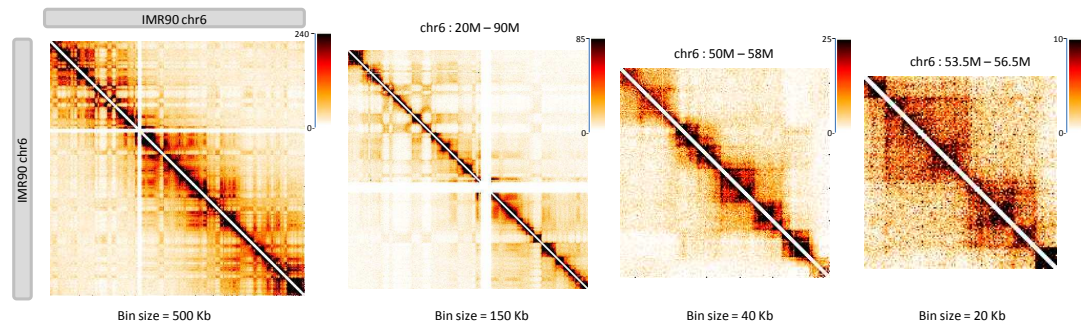 IMR90 chr6
IMR90 chr6
240
0
Bin size = 500 Kb
chr6 : 20M – 90M
85
0
Bin size = 150 Kb
chr6 : 50M – 58M
25
0
Bin size = 40 Kb
chr6 : 53.5M – 56.5M
10
0
Bin size = 20 Kb